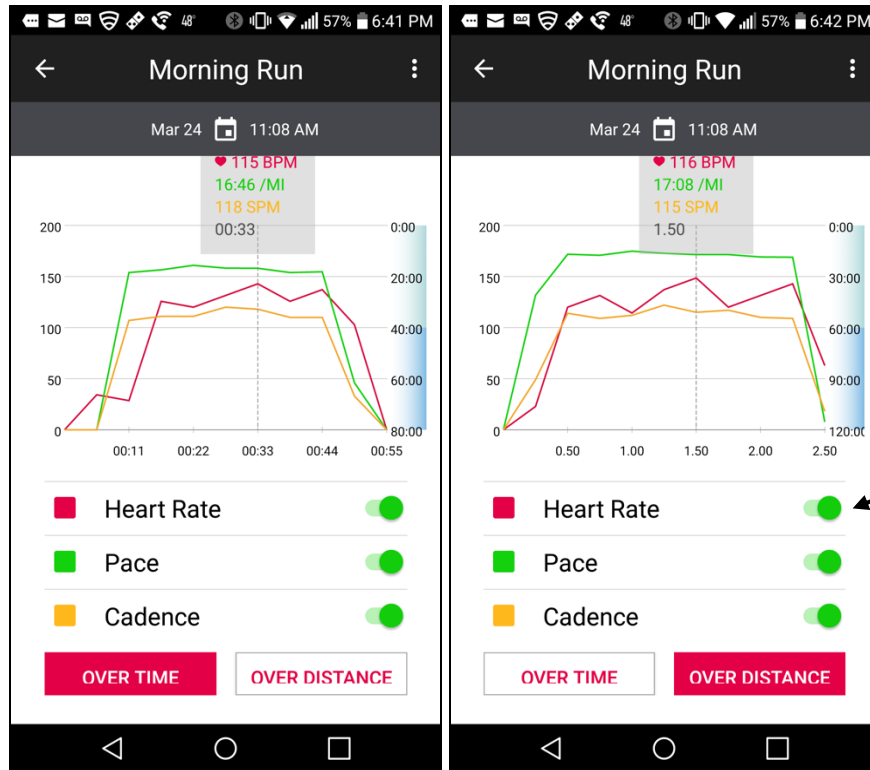 48° 57% 6:41 PM
Morning Run
Mar 24 11:08 AM
115 BPM
16:46 /MI
118 SPM
00:33
200 0:00
150 20:00
100 40:00
50 60:00
0 80:00
00:11 00:22 00:33 00:44 00:55
Heart Rate
Pace
Cadence
OVER TIME OVER DISTANCE
48° 57% 6:42 PM
Morning Run
Mar 24 11:08 AM
116 BPM
17:08 /MI
115 SPM
1.50
200 0:00
150 30:00
100 60:00
50 90:00
0 120:00
0.50 1.00 1.50 2.00 2.50
Heart Rate
Pace
Cadence
OVER TIME OVER DISTANCE